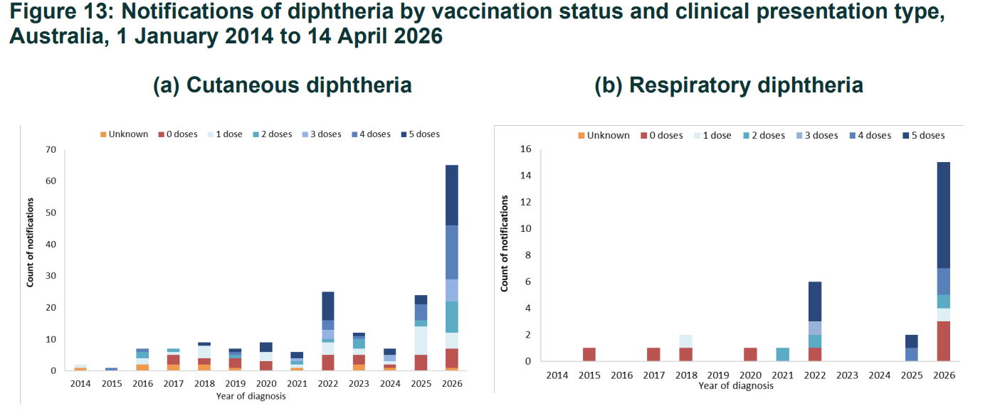 Figure 13: Notifications of diphtheria by vaccination status and clinical presentation type,
Australia, 1 January 2014 to 14 April 2026
(a) Cutaneous diphtheria
Unknown 0 doses 1 dose 2 doses 3 doses 4 doses 5 doses
70
60
50
40
30
20
10
0
Count of notifications
2014 2015 2016 2017 2018 2019 2020 2021 2022 2023 2024 2025 2026
Year of diagnosis
(b) Respiratory diphtheria
Unknown 0 doses 1 dose 2 doses 3 doses 4 doses 5 doses
16
14
12
10
8
6
4
2
0
Count of notifications
2014 2015 2016 2017 2018 2019 2020 2021 2022 2023 2024 2025 2026
Year of diagnosis